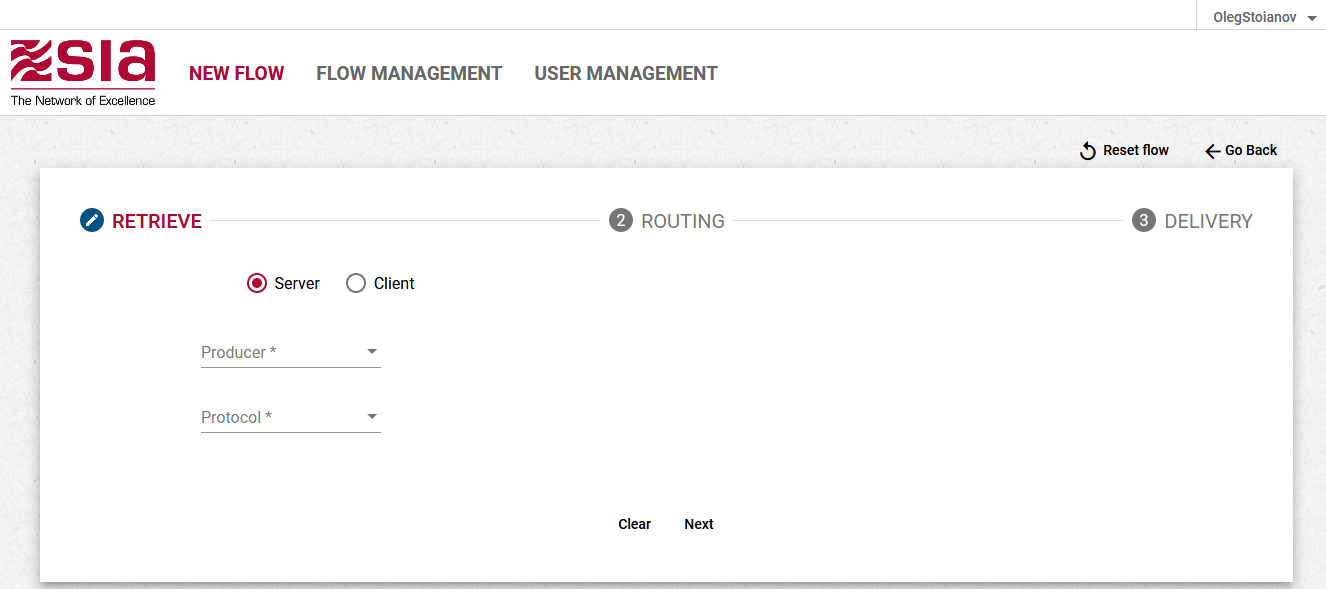 OlegStoianov
sia
The Network of Excellence
NEW FLOW FLOW MANAGEMENT USER MANAGEMENT
Reset flow Go Back
RETRIEVE 2 ROUTING 3 DELIVERY
Server Client
Producer *
Protocol *
Clear Next